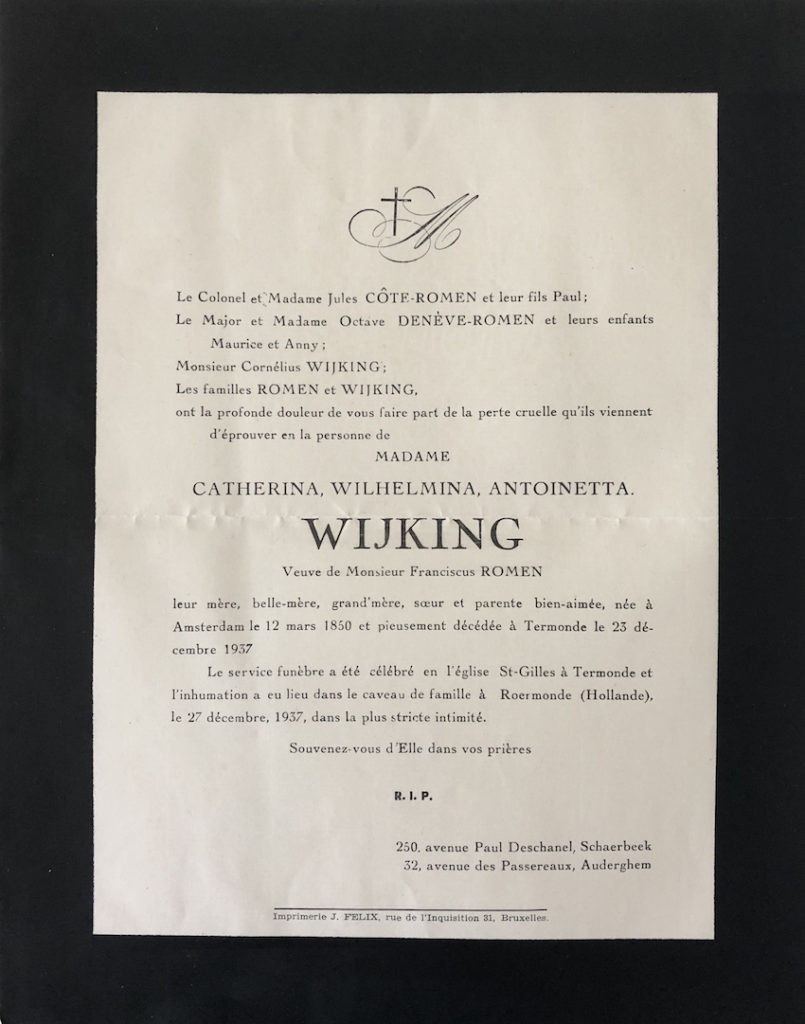 M
Le Colonel et Madame Jules CÔTE-ROMEN et leur fils Paul;
Le Major et Madame Octave DENÈVE-ROMEN et leurs enfants
Maurice et Anny;
Monsieur Cornélius WIJKING;
Les familles ROMEN et WIJKING,
ont la profonde douleur de vous faire part de la perte cruelle qu'ils viennent
d'éprouver en la personne de
MADAME
CATHERINA, WILHELMINA, ANTOINETTA.
WIJKING
Veuve de Monsieur Franciscus ROMEN
leur mère, belle-mère, grand'mère, sœur et parente bien-aimée, née à
Amsterdam le 12 mars 1850 et pieusement décédée à Termonde le 23 dé-
cembre 1937
Le service funèbre a été célébré en l'église St-Gilles à Termonde et
l'inhumation a eu lieu dans le caveau de famille à Roermonde (Hollande),
le 27 décembre, 1937, dans la plus stricte intimité.
Souvenez-vous d'Elle dans vos prières
R. I. P.
250, avenue Paul Deschanel, Schaerbeek
32, avenue des Passereaux, Auderghem
Imprimerie J. FELIX, rue de l'Inquisition 31, Bruxelles.